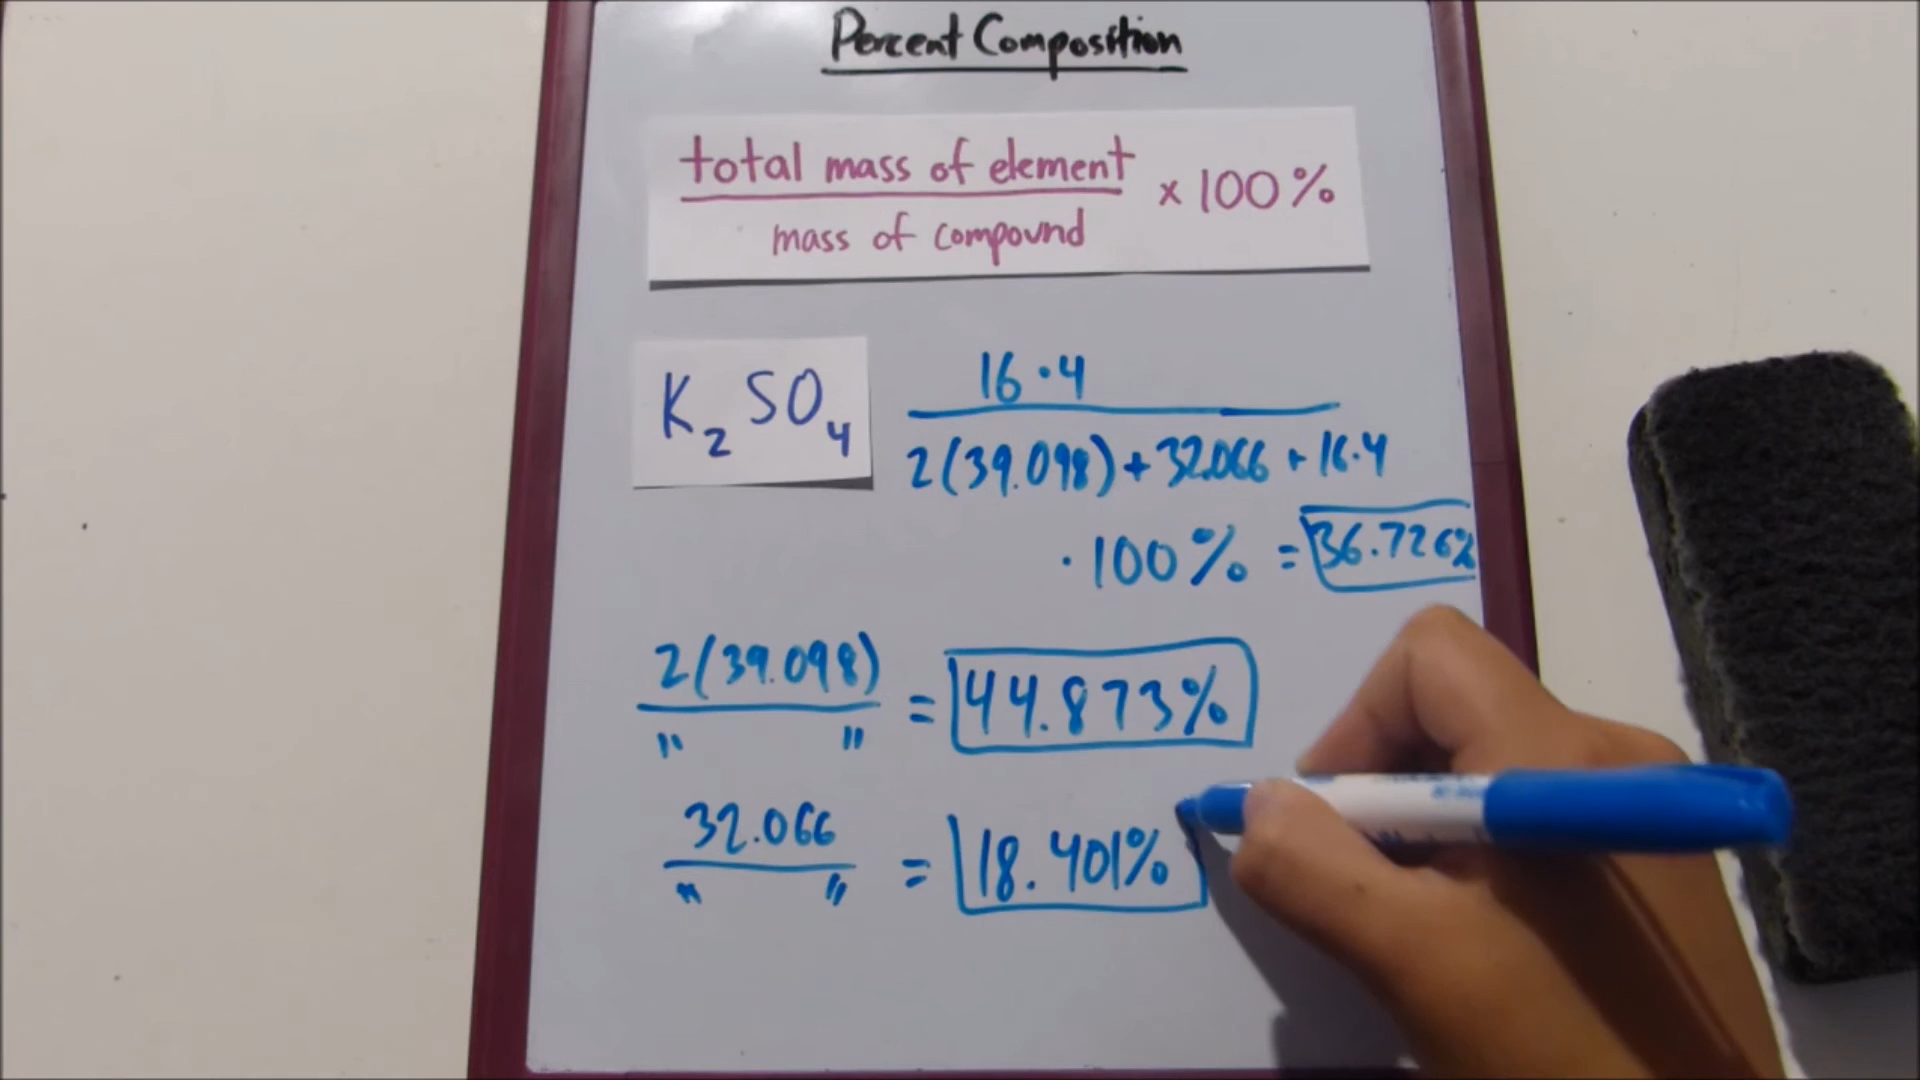 Percent Composition
total mass of element
mass of compound
x 100%
K2SO4
16·4
2(39.098)+32.066+16·4
·100% = 36.726%
2(39.098)
" " = 44.873%
32.066
" " = 18.401%